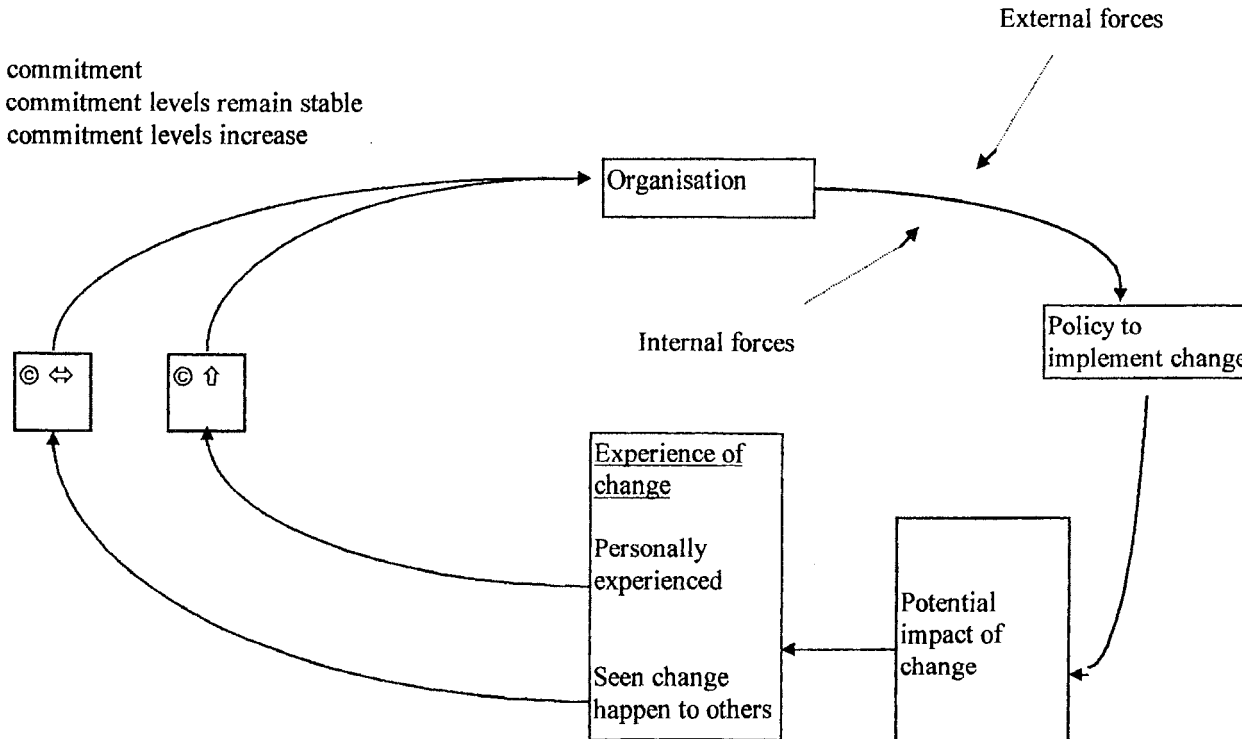 External forces
commitment
commitment levels remain stable
commitment levels increase
Organisation
Internal forces
Policy to
implement change
© ⇔
© ⇧
Experience of
change
Personally
experienced
Seen change
happen to others
Potential
impact of
change